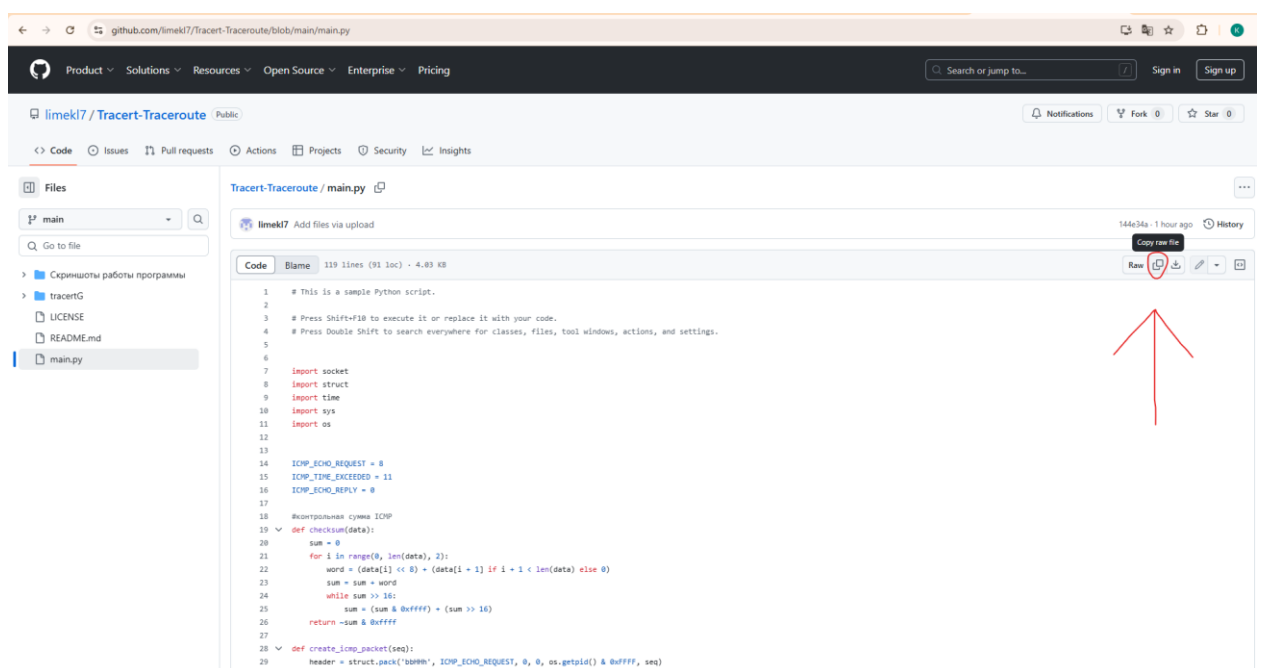 github.com/limekl7/Tracert-Traceroute/blob/main/main.py K
Product Solutions Resources Open Source Enterprise Pricing Search or jump to... / Sign in Sign up
limekl7 / Tracert-Traceroute Public Notifications Fork 0 Star 0
Code Issues Pull requests Actions Projects Security Insights
Files Tracert-Traceroute / main.py
main limekl7 Add files via upload 144e34a · 1 hour ago History
Go to file
Copy raw file
Code Blame 119 lines (91 loc) · 4.03 KB Raw
Скриншоты работы программы
tracertG
LICENSE
README.md
main.py
1 # This is a sample Python script.
2
3 # Press Shift+F10 to execute it or replace it with your code.
4 # Press Double Shift to search everywhere for classes, files, tool windows, actions, and settings.
5
6
7 import socket
8 import struct
9 import time
10 import sys
11 import os
12
13
14 ICMP_ECHO_REQUEST = 8
15 ICMP_TIME_EXCEEDED = 11
16 ICMP_ECHO_REPLY = 0
17
18 #контрольная сумма ICMP
19 def checksum(data):
20 sum = 0
21 for i in range(0, len(data), 2):
22 word = (data[i] << 8) + (data[i + 1] if i + 1 < len(data) else 0)
23 sum = sum + word
24 while sum >> 16:
25 sum = (sum & 0xffff) + (sum >> 16)
26 return ~sum & 0xffff
27
28 def create_icmp_packet(seq):
29 header = struct.pack('bbHHh', ICMP_ECHO_REQUEST, 0, 0, os.getpid() & 0xFFFF, seq)